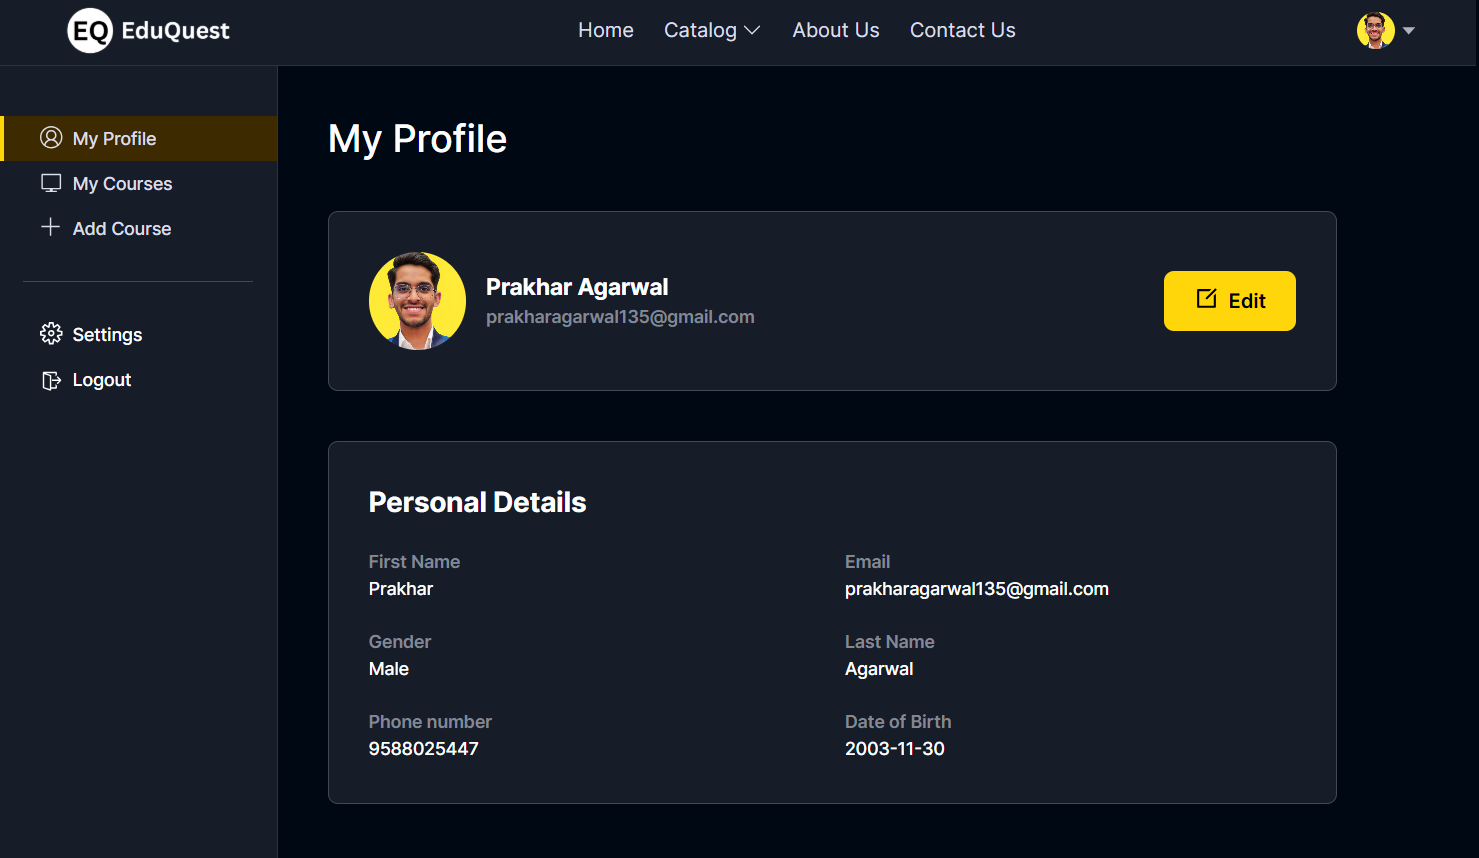 EQ EduQuest
Home Catalog About Us Contact Us
My Profile
My Courses
Add Course
Settings
Logout
My Profile
Prakhar Agarwal
prakharagarwal135@gmail.com
Edit
Personal Details
First Name
Prakhar
Email
prakharagarwal135@gmail.com
Gender
Male
Last Name
Agarwal
Phone number
9588025447
Date of Birth
2003-11-30